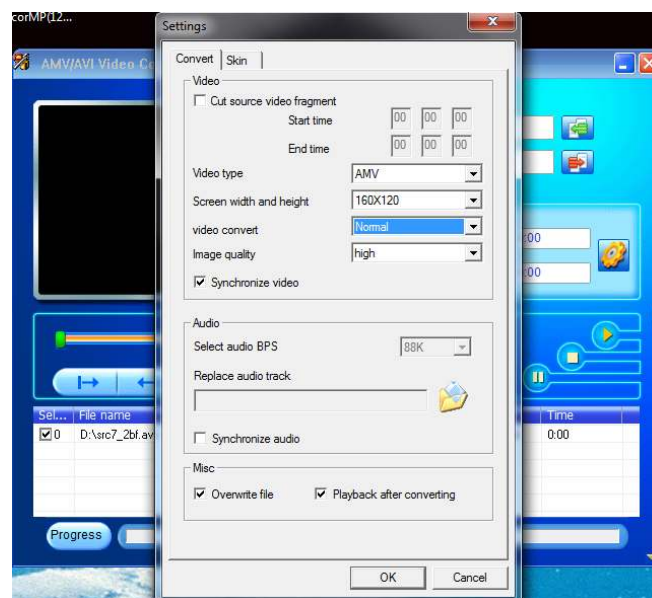 corMP(12...
Settings
AMV/AVI Video Co
Convert Skin
Video
Cut source video fragment
Start time 00 00 00
End time 00 00 00
Video type AMV
Screen width and height 160X120
video convert Normal
Image quality high
Synchronize video
:00
:00
Audio
Select audio BPS 88K
Replace audio track
Synchronize audio
Sel... File name Time
0 D:\src7_2bf.av 0:00
Misc
Overwrite file Playback after converting
Progress
OK Cancel